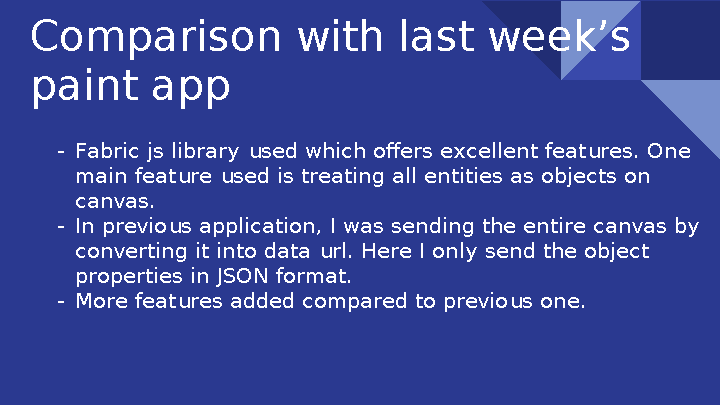 Comparison with last week’s
paint app
- Fabric js library used which offers excellent features. One
main feature used is treating all entities as objects on
canvas.
- In previous application, I was sending the entire canvas by
converting it into data url. Here I only send the object
properties in JSON format.
- More features added compared to previous one.